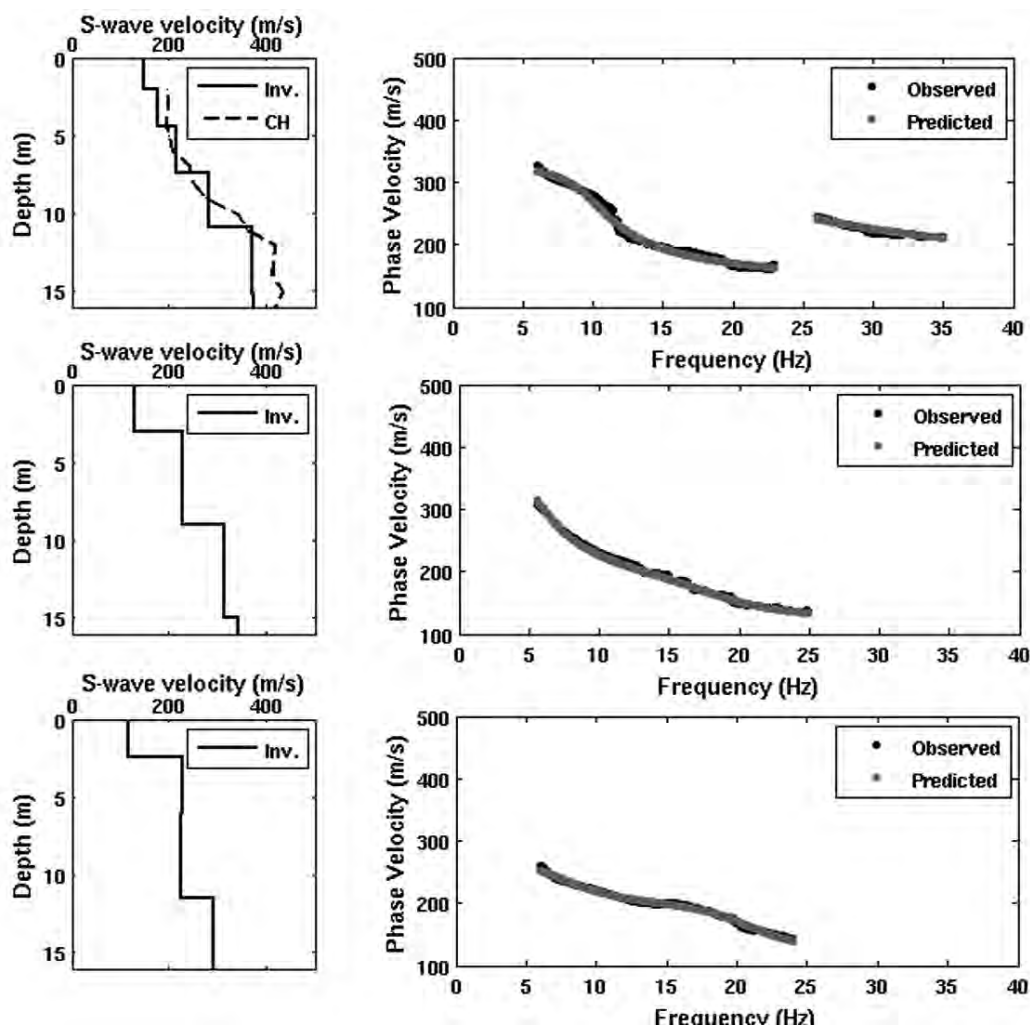 S-wave velocity (m/s)
0 200 400
0
5
10
15
Depth (m)
Inv.
CH
500
400
300
200
100
Phase Velocity (m/s)
Observed
Predicted
0 5 10 15 20 25 30 35 40
Frequency (Hz)
S-wave velocity (m/s)
0 200 400
0
5
10
15
Depth (m)
Inv.
500
400
300
200
100
Phase Velocity (m/s)
Observed
Predicted
0 5 10 15 20 25 30 35 40
Frequency (Hz)
S-wave velocity (m/s)
0 200 400
0
5
10
15
Depth (m)
Inv.
500
400
300
200
100
Phase Velocity (m/s)
Observed
Predicted
0 5 10 15 20 25 30 35 40
Frequency (Hz)